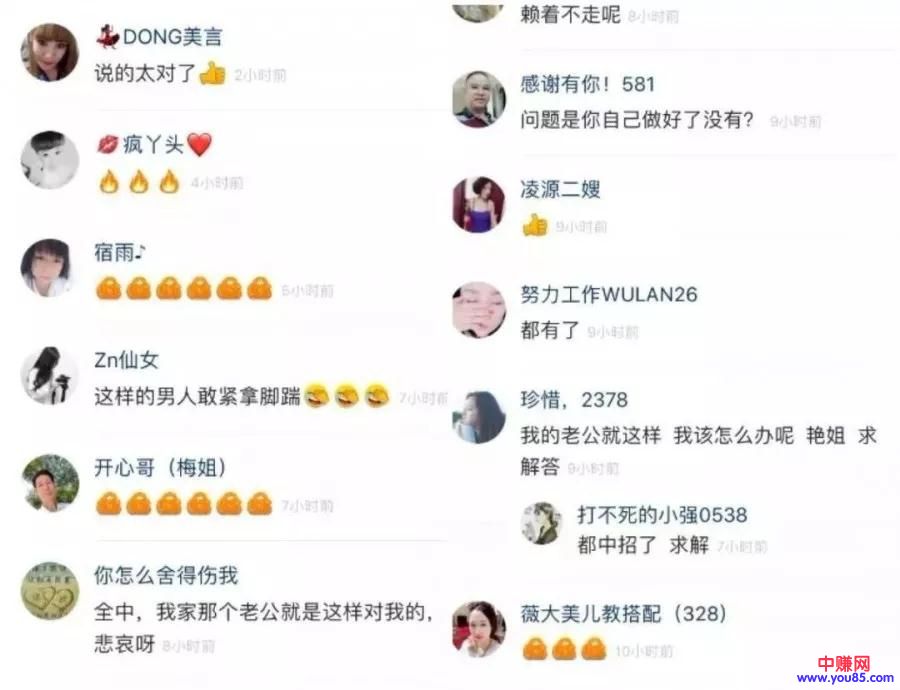 DONG美言
说的太对了 2小时前
疯丫头
4小时前
宿雨♪
5小时前
Zn仙女
这样的男人敢紧拿脚踹 7小时前
开心哥（梅姐）
7小时前
你怎么舍得伤我
全中，我家那个老公就是这样对我的，
悲哀呀 8小时前
赖着不走呢 8小时前
感谢有你！581
问题是你自己做好了没有？ 9小时前
凌源二嫂
9小时前
努力工作WULAN26
都有了 9小时前
珍惜，2378
我的老公就这样 我该怎么办呢 艳姐 求
解答 9小时前
打不死的小强0538
都中招了 求解 7小时前
薇大美儿教搭配（328）
10小时前
中赚网
www.you85.com